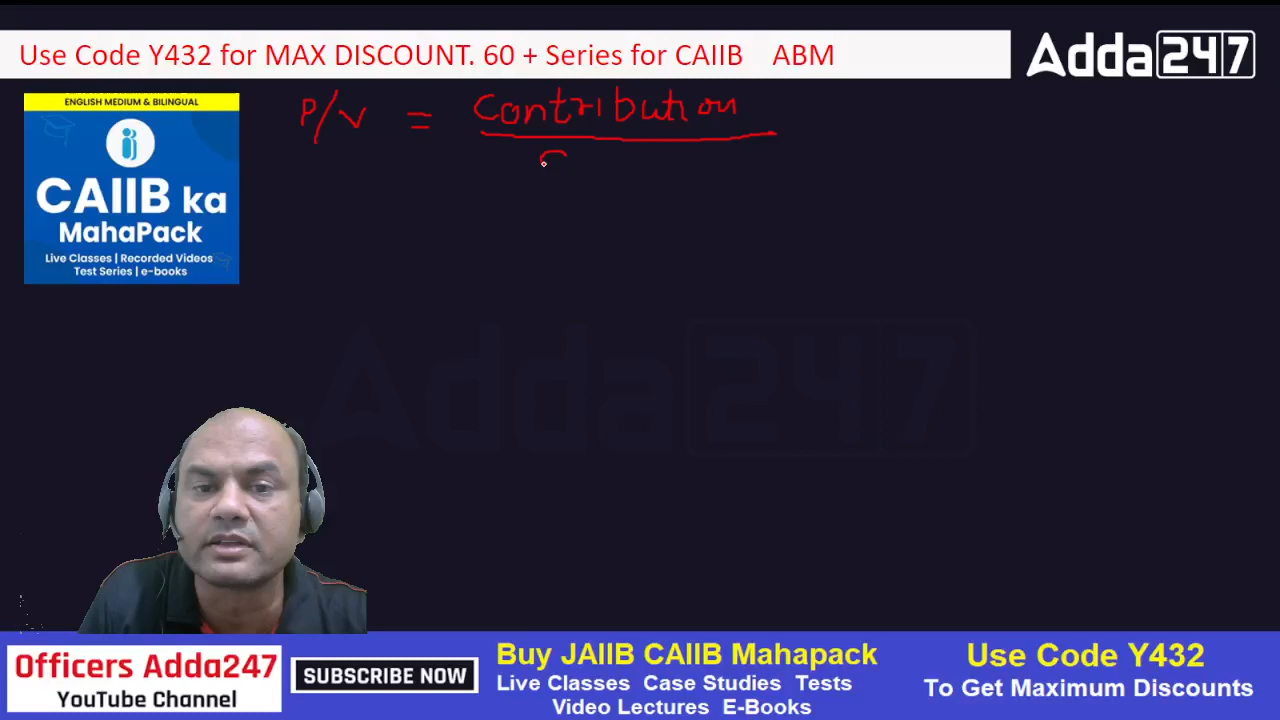 Use Code Y432 for MAX DISCOUNT. 60 + Series for CAIIB ABM
Adda247
ENGLISH MEDIUM & BILINGUAL
CAIIB ka
MahaPack
Live Classes | Recorded Videos
Test Series | e-books
P/V = Contribution
Adda247
Officers Adda247
YouTube Channel
SUBSCRIBE NOW
Buy JAIIB CAIIB Mahapack
Live Classes Case Studies Tests
Video Lectures E-Books
Use Code Y432
To Get Maximum Discounts